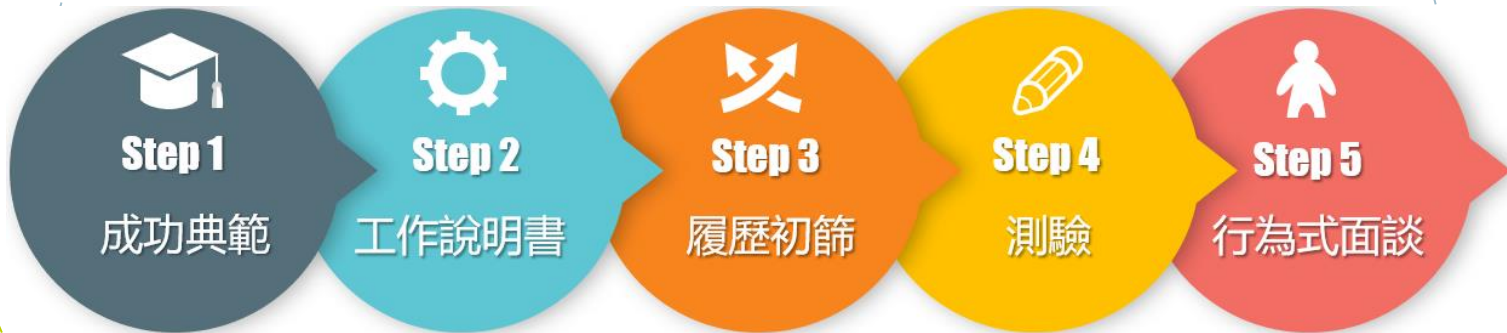 Step 1
成功典範
Step 2
工作說明書
Step 3
履歷初篩
Step 4
測驗
Step 5
行為式面談